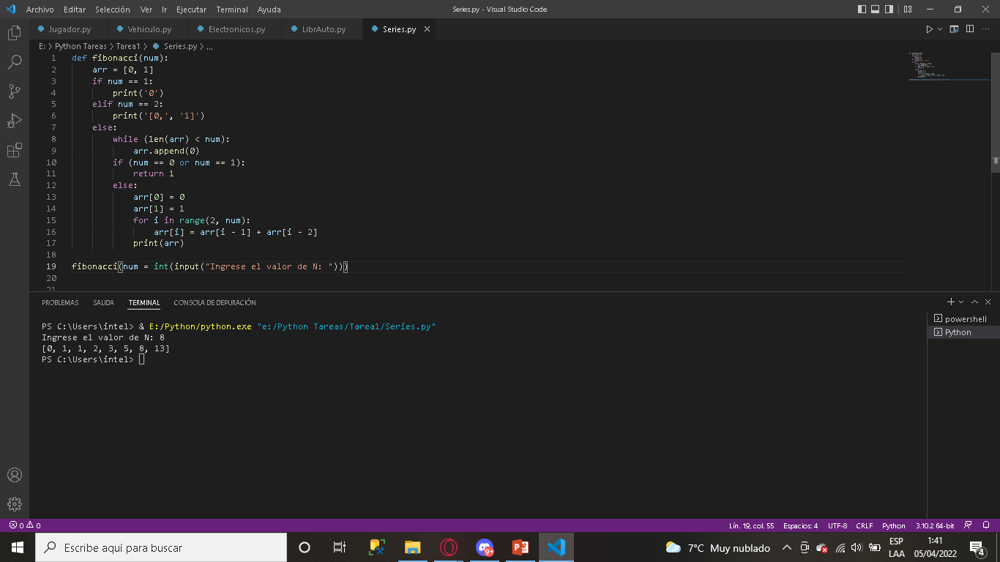 Archivo Editar Selección Ver Ir Ejecutar Terminal Ayuda Series.py - Visual Studio Code
Jugador.py Vehiculo.py Electronicos.py LibrAuto.py Series.py
E: > Python Tareas > Tarea1 > Series.py > ...
1 def fibonacci(num):
2 arr = [0, 1]
3 if num == 1:
4 print('0')
5 elif num == 2:
6 print('[0,', '1]')
7 else:
8 while (len(arr) < num):
9 arr.append(0)
10 if (num == 0 or num == 1):
11 return 1
12 else:
13 arr[0] = 0
14 arr[1] = 1
15 for i in range(2, num):
16 arr[i] = arr[i - 1] + arr[i - 2]
17 print(arr)
18
19 fibonacci(num = int(input("Ingrese el valor de N: ")))
20
21
PROBLEMAS SALIDA TERMINAL CONSOLA DE DEPURACIÓN
PS C:\Users\intel> & E:/Python/python.exe "e:/Python Tareas/Tarea1/Series.py"
Ingrese el valor de N: 8
[0, 1, 1, 2, 3, 5, 8, 13]
PS C:\Users\intel>
powershell
Python
0 0 Lín. 19, col. 55 Espacios: 4 UTF-8 CRLF Python 3.10.2 64-bit
Escribe aquí para buscar
9+
7°C Muy nublado
ESP
LAA
1:41
05/04/2022
4